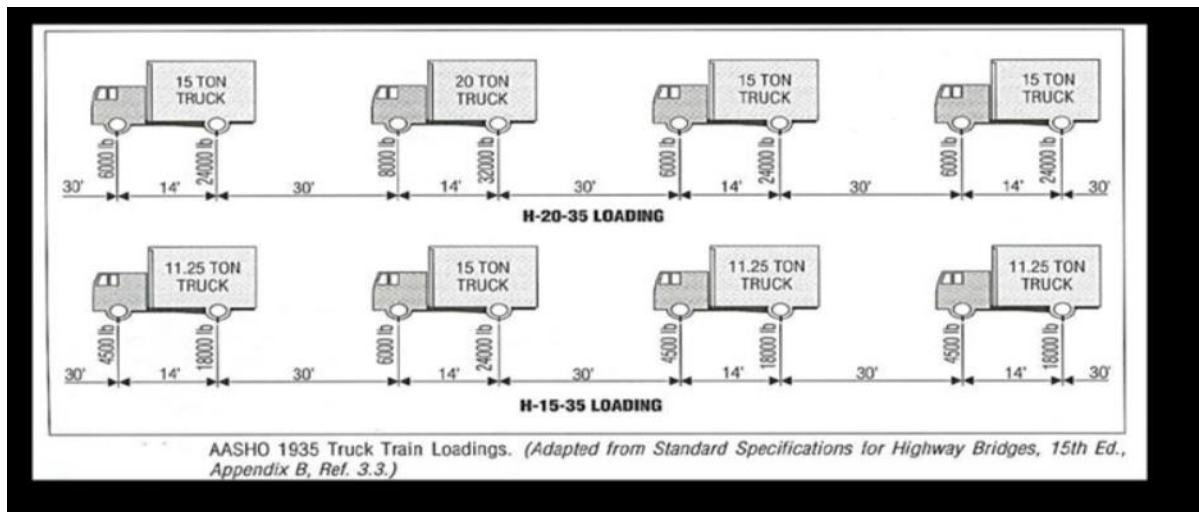 15 TON TRUCK
20 TON TRUCK
15 TON TRUCK
15 TON TRUCK
6000 lb 24000 lb 8000 lb 32000 lb 6000 lb 24000 lb 6000 lb 24000 lb
30' 14' 30' 14' 30' 14' 30' 14' 30'
H-20-35 LOADING
11.25 TON TRUCK
15 TON TRUCK
11.25 TON TRUCK
11.25 TON TRUCK
4500 lb 18000 lb 6000 lb 24000 lb 4500 lb 18000 lb 4500 lb 18000 lb
30' 14' 30' 14' 30' 14' 30' 14' 30'
H-15-35 LOADING
AASHO 1935 Truck Train Loadings. (Adapted from Standard Specifications for Highway Bridges, 15th Ed.,
Appendix B, Ref. 3.3.)